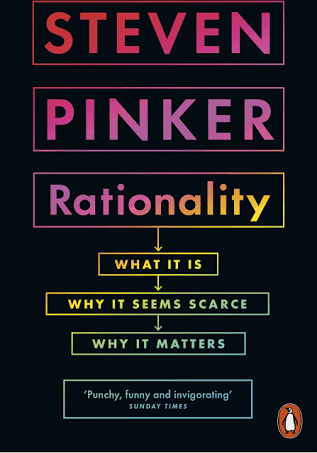 STEVEN
PINKER
Rationality
WHAT IT IS
WHY IT SEEMS SCARCE
WHY IT MATTERS
'Punchy, funny and invigorating'
SUNDAY TIMES